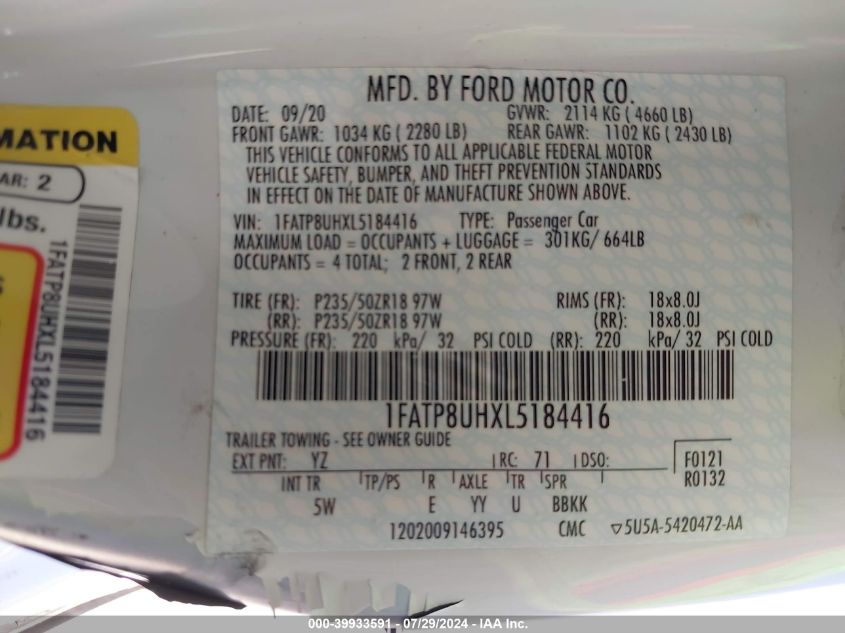 MFD. BY FORD MOTOR CO.
DATE: 09/20 GVWR: 2114 KG ( 4660 LB)
FRONT GAWR: 1034 KG ( 2280 LB) REAR GAWR: 1102 KG ( 2430 LB)
THIS VEHICLE CONFORMS TO ALL APPLICABLE FEDERAL MOTOR
VEHICLE SAFETY, BUMPER, AND THEFT PREVENTION STANDARDS
IN EFFECT ON THE DATE OF MANUFACTURE SHOWN ABOVE.
VIN: 1FATP8UHXL5184416 TYPE: Passenger Car
MAXIMUM LOAD = OCCUPANTS + LUGGAGE = 301KG/ 664LB
OCCUPANTS = 4 TOTAL; 2 FRONT, 2 REAR
TIRE (FR): P235/50ZR18 97W RIMS (FR): 18x8.0J
(RR): P235/50ZR18 97W (RR): 18x8.0J
PRESSURE (FR): 220 kPa/ 32 PSI COLD (RR): 220 kPa/ 32 PSI COLD
1FATP8UHXL5184416
TRAILER TOWING - SEE OWNER GUIDE
EXT PNT: YZ RC: 71 DSO: F0121
R0132
INT TR TP/PS R AXLE TR SPR
5W E YY U BBKK
1202009146395 CMC ▽5U5A-5420472-AA
MATION
AR: 2
lbs.
S
1FATP8UHXL5184416
000-39933591 07/29/2024 - IAA Inc.